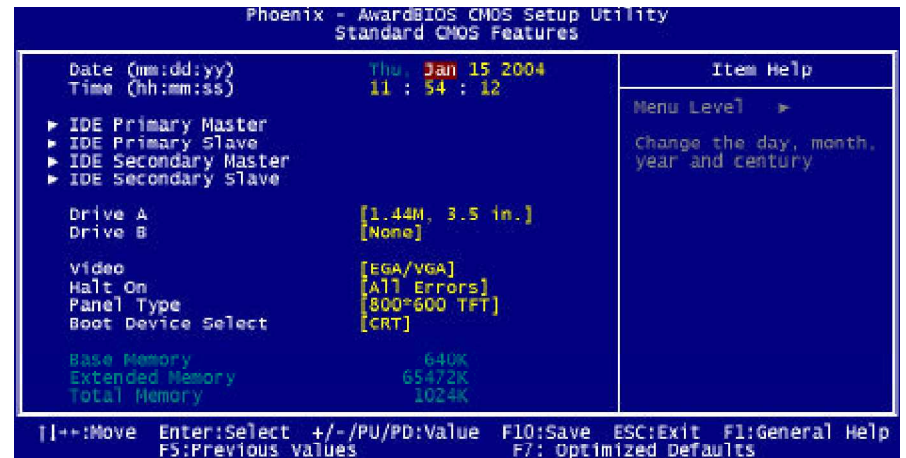 Phoenix - AwardBIOS CMOS Setup Utility
Standard CMOS Features
Date (mm:dd:yy) Thu, Jan 15 2004
Time (hh:mm:ss) 11 : 54 : 12
Item Help
Menu Level ►
Change the day, month,
year and century
► IDE Primary Master
► IDE Primary Slave
► IDE Secondary Master
► IDE Secondary Slave
Drive A [1.44M, 3.5 in.]
Drive B [None]
Video [EGA/VGA]
Halt On [All Errors]
Panel Type [800*600 TFT]
Boot Device Select [CRT]
Base Memory 640K
Extended Memory 65472K
Total Memory 1024K
↑↓→←:Move Enter:Select +/-/PU/PD:Value F10:Save ESC:Exit F1:General Help
F5:Previous Values F7: Optimized Defaults